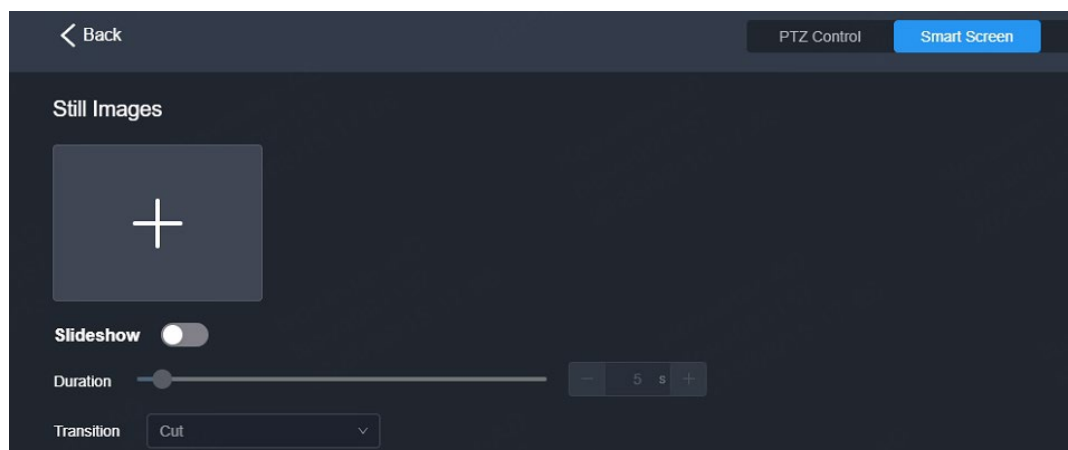 Back
PTZ Control
Smart Screen
Still Images
Slideshow
Duration
5 s
Transition
Cut